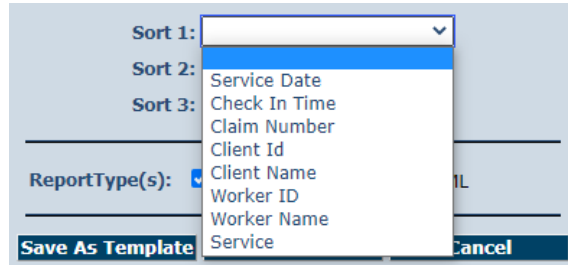 Sort 1:
Sort 2:
Service Date
Sort 3:
Check In Time
Claim Number
Client Id
Client Name
ReportType(s):
Worker ID
Worker Name
Service
Save As Template
Cancel